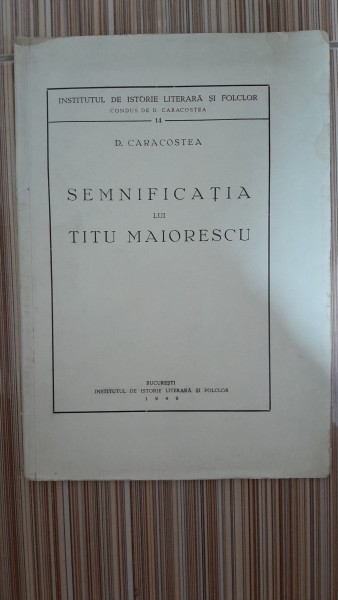 INSTITUTUL DE ISTORIE LITERARĂ ȘI FOLCLOR
CONDUS DE D. CARACOSTEA
14
D. CARACOSTEA
SEMNIFICAȚIA
LUI
TITU MAIORESCU
BUCUREȘTI
INSTITUTUL DE ISTORIE LITERARĂ ȘI FOLCLOR